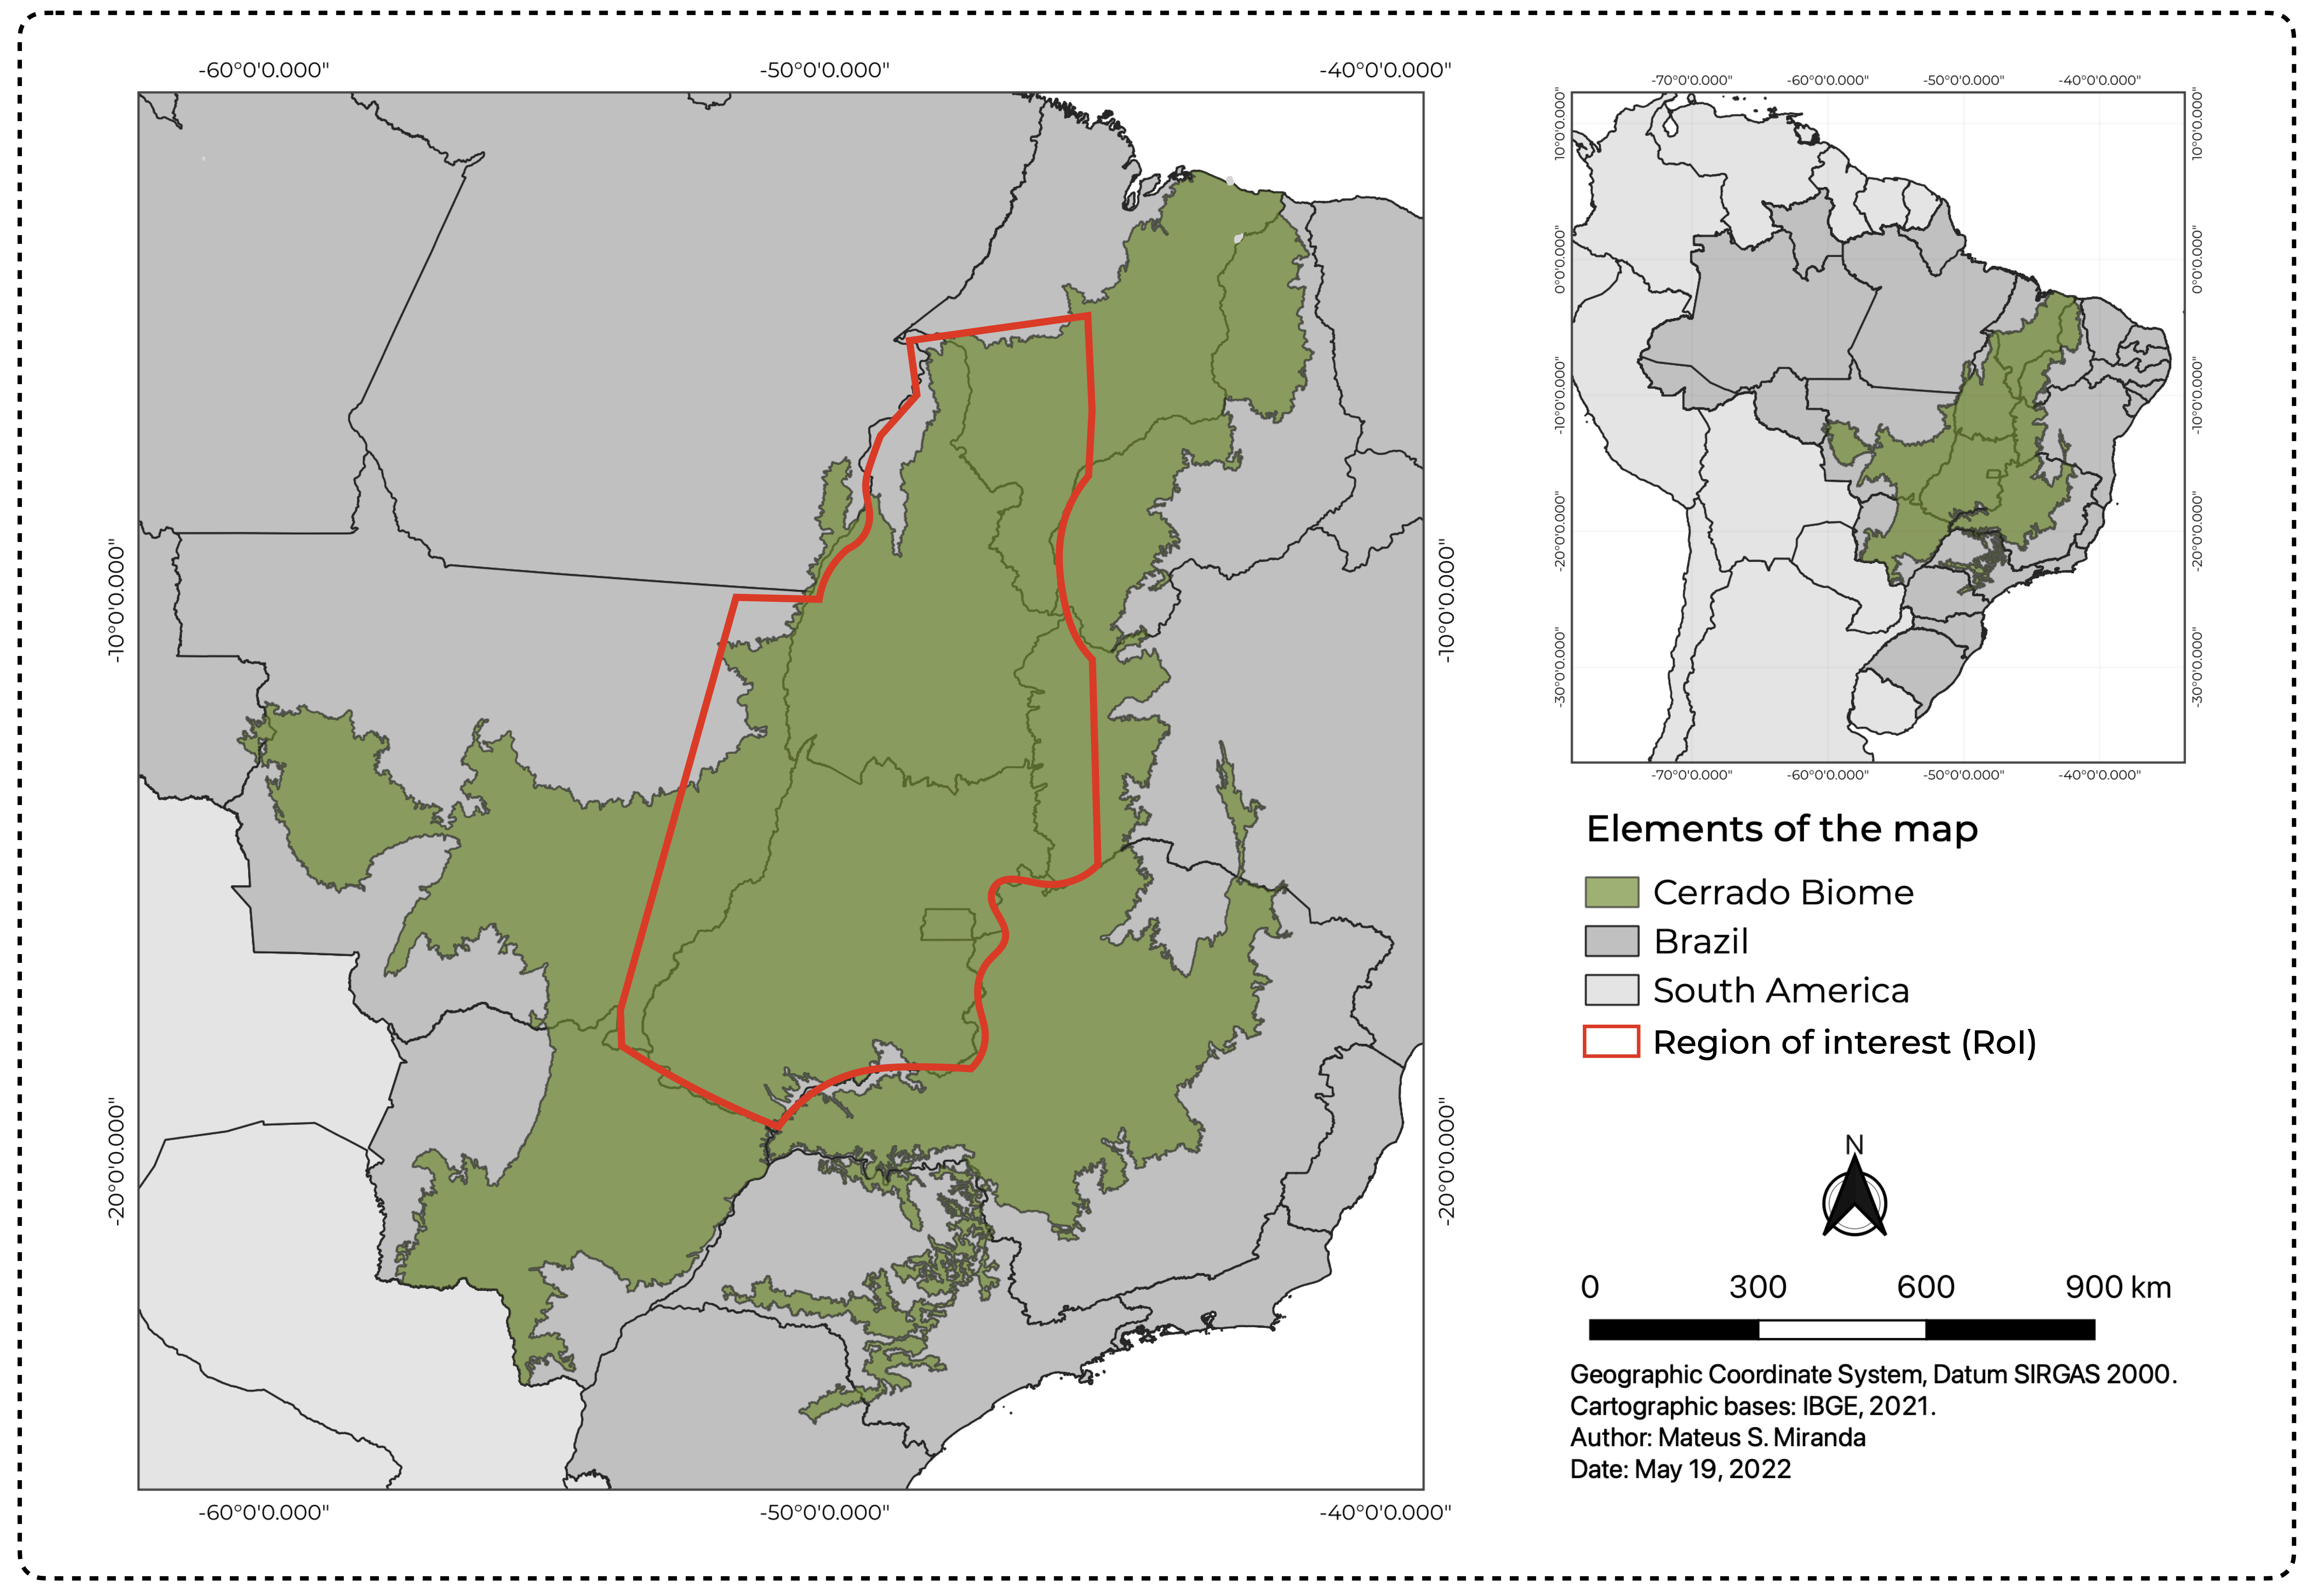 -60°0'0.000" -50°0'0.000" -40°0'0.000"
-10°0'0.000" -10°0'0.000"
-20°0'0.000" -20°0'0.000"
-60°0'0.000" -50°0'0.000" -40°0'0.000"
-70°0'0.000" -60°0'0.000" -50°0'0.000" -40°0'0.000"
10°0'0.000" 10°0'0.000"
0°0'0.000" 0°0'0.000"
-10°0'0.000" -10°0'0.000"
-20°0'0.000" -20°0'0.000"
-30°0'0.000" -30°0'0.000"
-70°0'0.000" -60°0'0.000" -50°0'0.000" -40°0'0.000"
Elements of the map
Cerrado Biome
Brazil
South America
Region of interest (RoI)
N
0 300 600 900 km
Geographic Coordinate System, Datum SIRGAS 2000.
Cartographic bases: IBGE, 2021.
Author: Mateus S. Miranda
Date: May 19, 2022